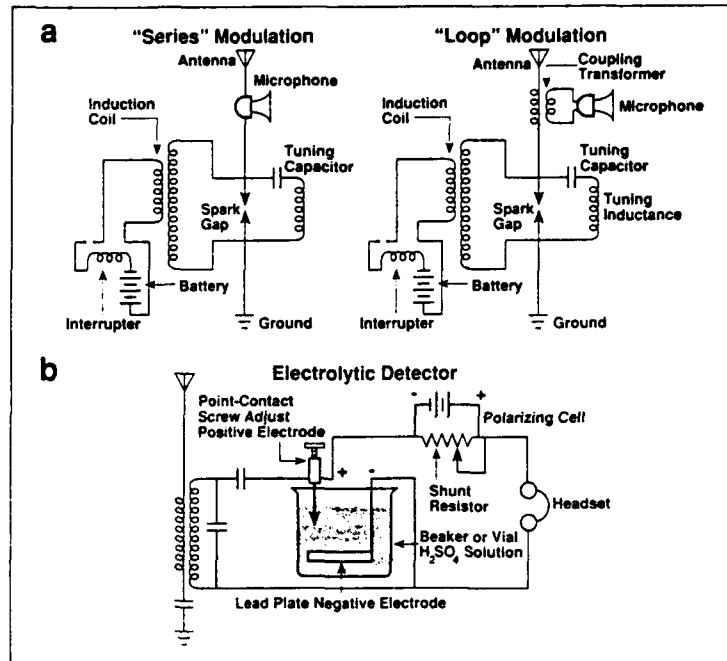 a
"Series" Modulation
Antenna
Microphone
Induction
Coil
Tuning
Capacitor
Spark
Gap
Battery
Interrupter
Ground
"Loop" Modulation
Antenna
Coupling
Transformer
Microphone
Induction
Coil
Tuning
Capacitor
Tuning
Inductance
Spark
Gap
Battery
Interrupter
Ground
b
Electrolytic Detector
Point-Contact
Screw Adjust
Positive Electrode
+ -
- +
Polarizing Cell
Shunt
Resistor
Headset
Beaker or Vial
H₂SO₄ Solution
Lead Plate Negative Electrode